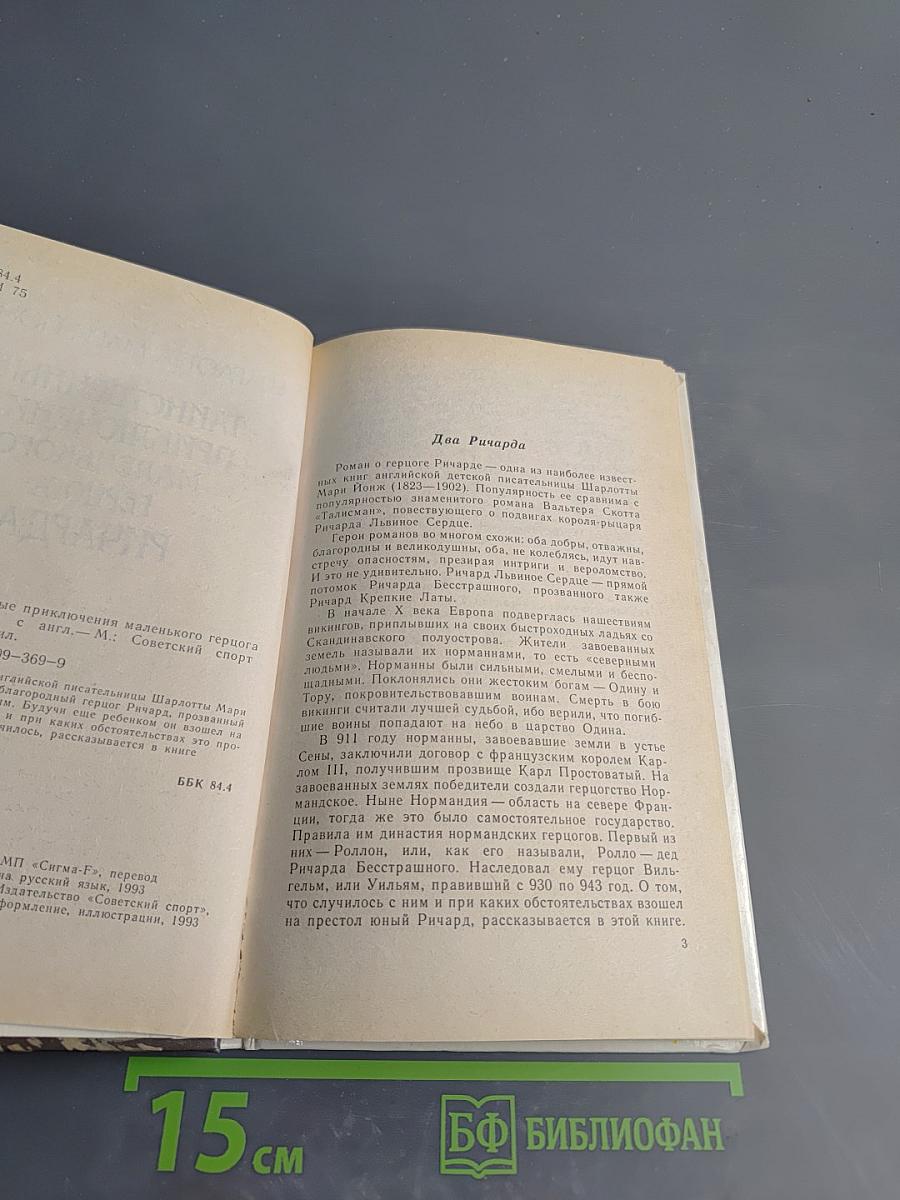 84.4
75
ые приключения маленького герцога
с англ.— М.: Советский спорт
ил.
09—369—9
нглийской писательницы Шарлотты Мари
благородный герцог Ричард, прозванный
ым. Будучи еще ребенком он взошел на
и при каких обстоятельствах это про-
чилось, рассказывается в книге
ББК 84.4
МП «Сигма-F», перевод
на русский язык, 1993
Издательство «Советский спорт»,
оформление, иллюстрации, 1993
Два Ричарда
Роман о герцоге Ричарде — одна из наиболее извест-
ных книг английской детской писательницы Шарлотты
Мари Йонж (1823—1902). Популярность ее сравнима с
популярностью знаменитого романа Вальтера Скотта
«Талисман», повествующего о подвигах короля-рыцаря
Ричарда Львиное Сердце.
Герои романов во многом схожи: оба добры, отважны,
благородны и великодушны, оба, не колеблясь, идут нав-
стречу опасностям, презирая интриги и вероломство.
И это не удивительно. Ричард Львиное Сердце — прямой
потомок Ричарда Бесстрашного, прозванного также
Ричард Крепкие Латы.
В начале X века Европа подверглась нашествиям
викингов, приплывших на своих быстроходных ладьях со
Скандинавского полуострова. Жители завоеванных
земель называли их норманнами, то есть «северными
людьми». Норманны были сильными, смелыми и беспо-
щадными. Поклонялись они жестоким богам — Одину и
Тору, покровительствовавшим воинам. Смерть в бою
викинги считали лучшей судьбой, ибо верили, что погиб-
шие воины попадают на небо в царство Одина.
В 911 году норманны, завоевавшие земли в устье
Сены, заключили договор с французским королем Кар-
лом III, получившим прозвище Карл Простоватый. На
завоеванных землях победители создали герцогство Нор-
мандское. Ныне Нормандия — область на севере Фран-
ции, тогда же это было самостоятельное государство.
Правила им династия нормандских герцогов. Первый из
них — Роллон, или, как его называли, Ролло — дед
Ричарда Бесстрашного. Наследовал ему герцог Виль-
гельм, или Уильям, правивший с 930 по 943 год. О том,
что случилось с ним и при каких обстоятельствах взошел
на престол юный Ричард, рассказывается в этой книге.
3
15 см
БФ БИБЛИОФАН